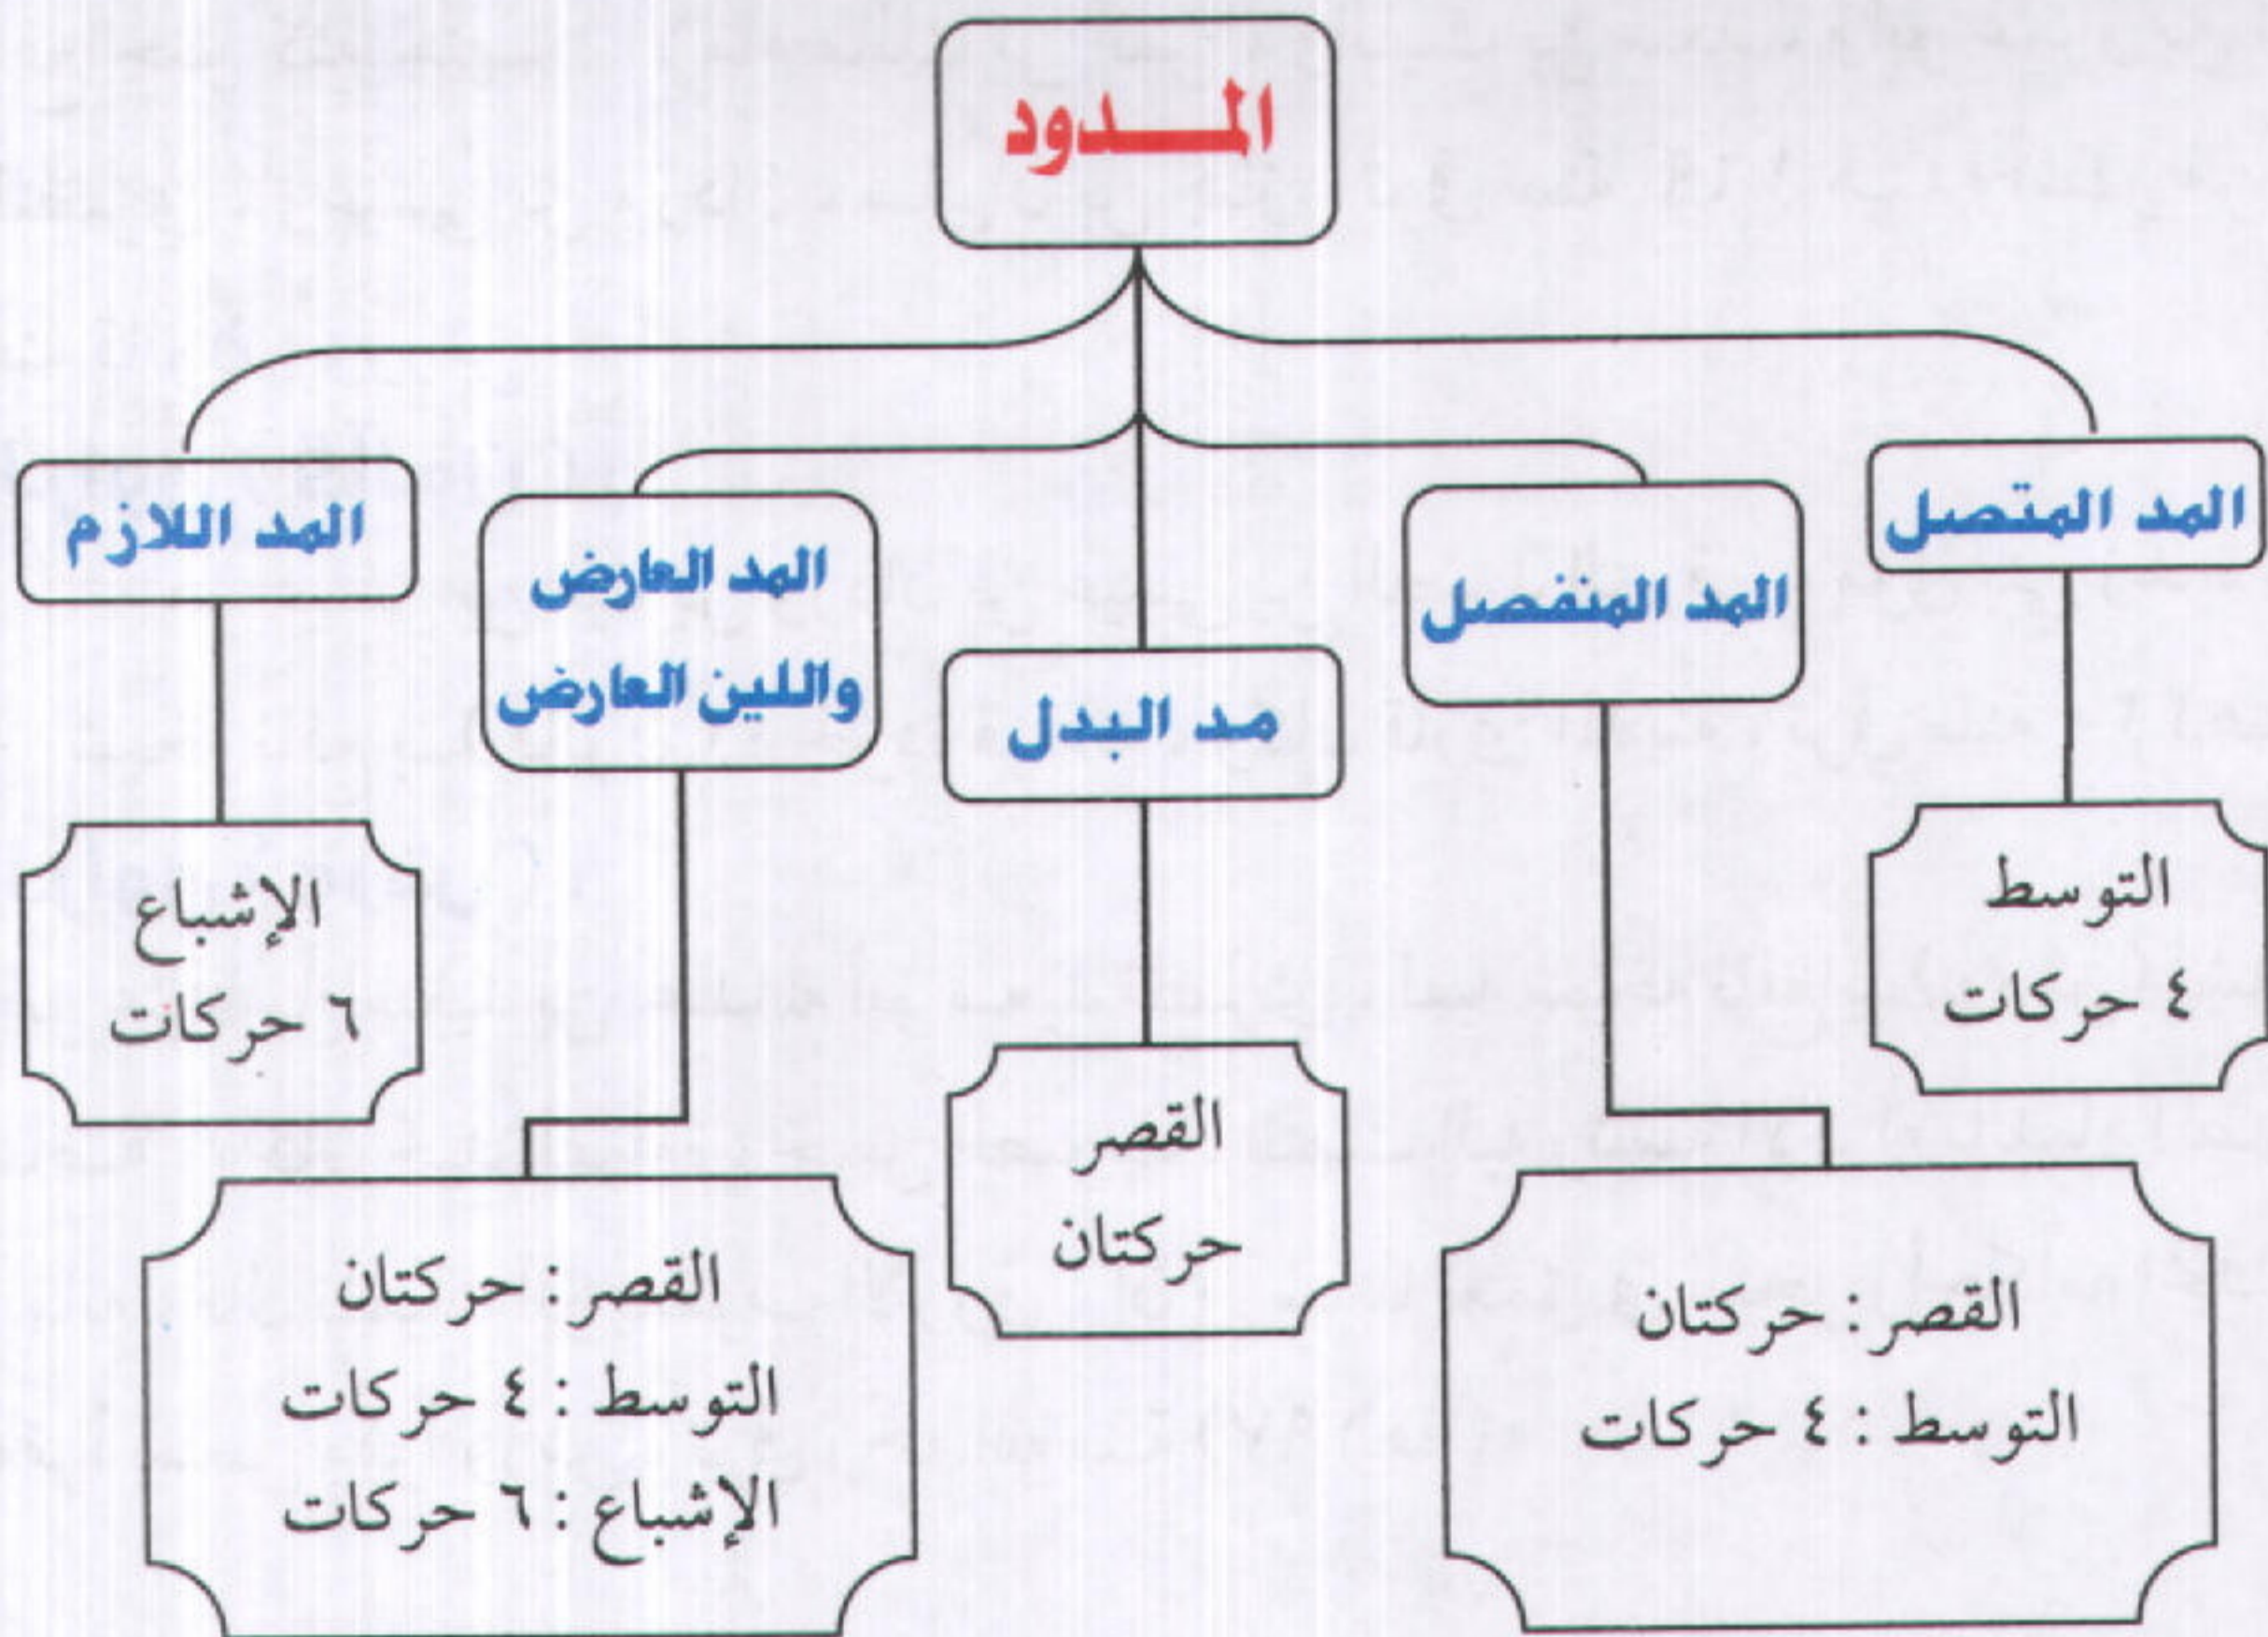 المدود
المد المتصل
المد المنفصل
مد البدل
المد العارض
واللين العارض
المد اللازم
التوسط
٤ حركات
القصر : حركتان
التوسط : ٤ حركات
القصر
حركتان
القصر : حركتان
التوسط : ٤ حركات
الإشباع : ٦ حركات
الإشباع
٦ حركات